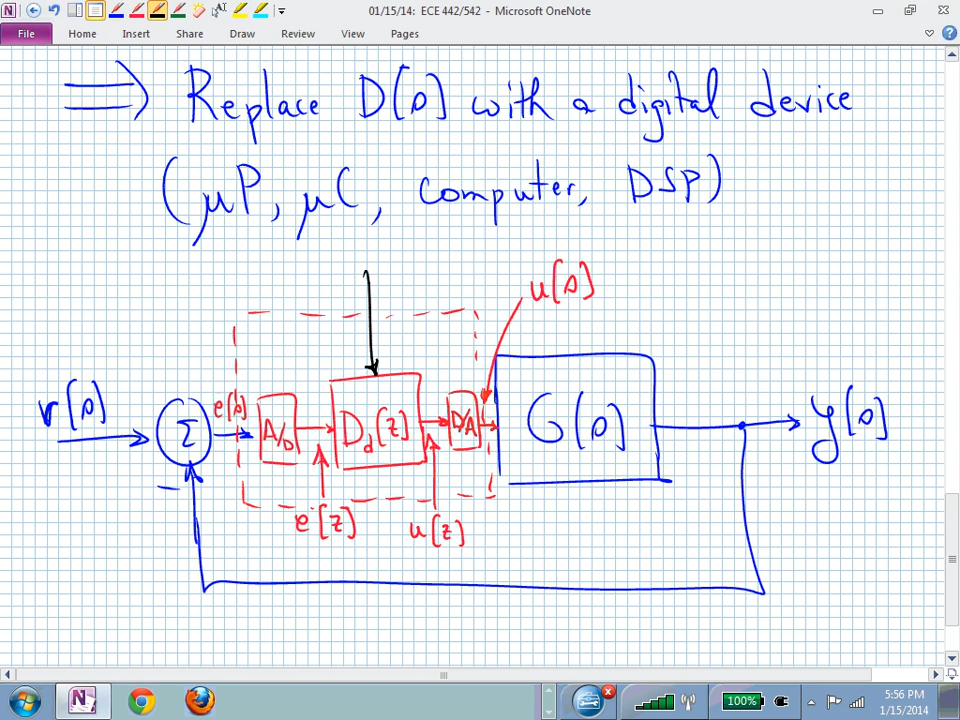 01/15/14: ECE 442/542 - Microsoft OneNote
File Home Insert Share Draw Review View Pages
⇒ Replace D[s] with a digital device
(μP, μC, computer, DSP)
u[s]
r[s] Σ e[s] A/D D_d[z] D/A G[s] y[s]
−
e[z] u[z]
100% 5:56 PM
1/15/2014